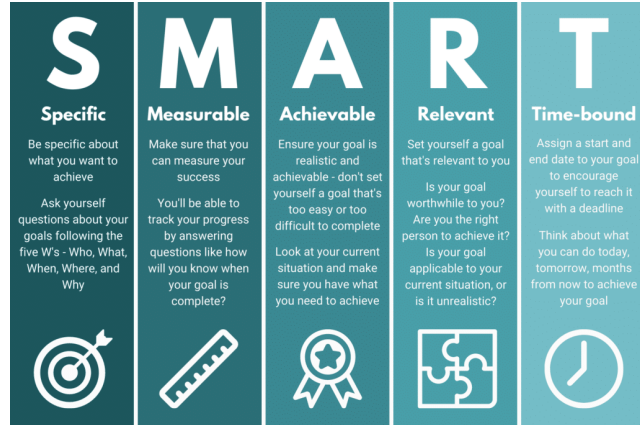 S
Specific
Be specific about
what you want to
achieve
Ask yourself
questions about your
goals following the
five W's - Who, What,
When, Where, and
Why
M
Measurable
Make sure that you
can measure your
success
You'll be able to
track your progress
by answering
questions like how
will you know when
your goal is
complete?
A
Achievable
Ensure your goal is
realistic and
achievable - don't set
yourself a goal that's
too easy or too
difficult to complete
Look at your current
situation and make
sure you have what
you need to achieve
R
Relevant
Set yourself a goal
that's relevant to you
Is your goal
worthwhile to you?
Are you the right
person to achieve it?
Is your goal
applicable to your
current situation, or
is it unrealistic?
T
Time-bound
Assign a start and
end date to your goal
to encourage
yourself to reach it
with a deadline
Think about what
you can do today,
tomorrow, months
from now to achieve
your goal